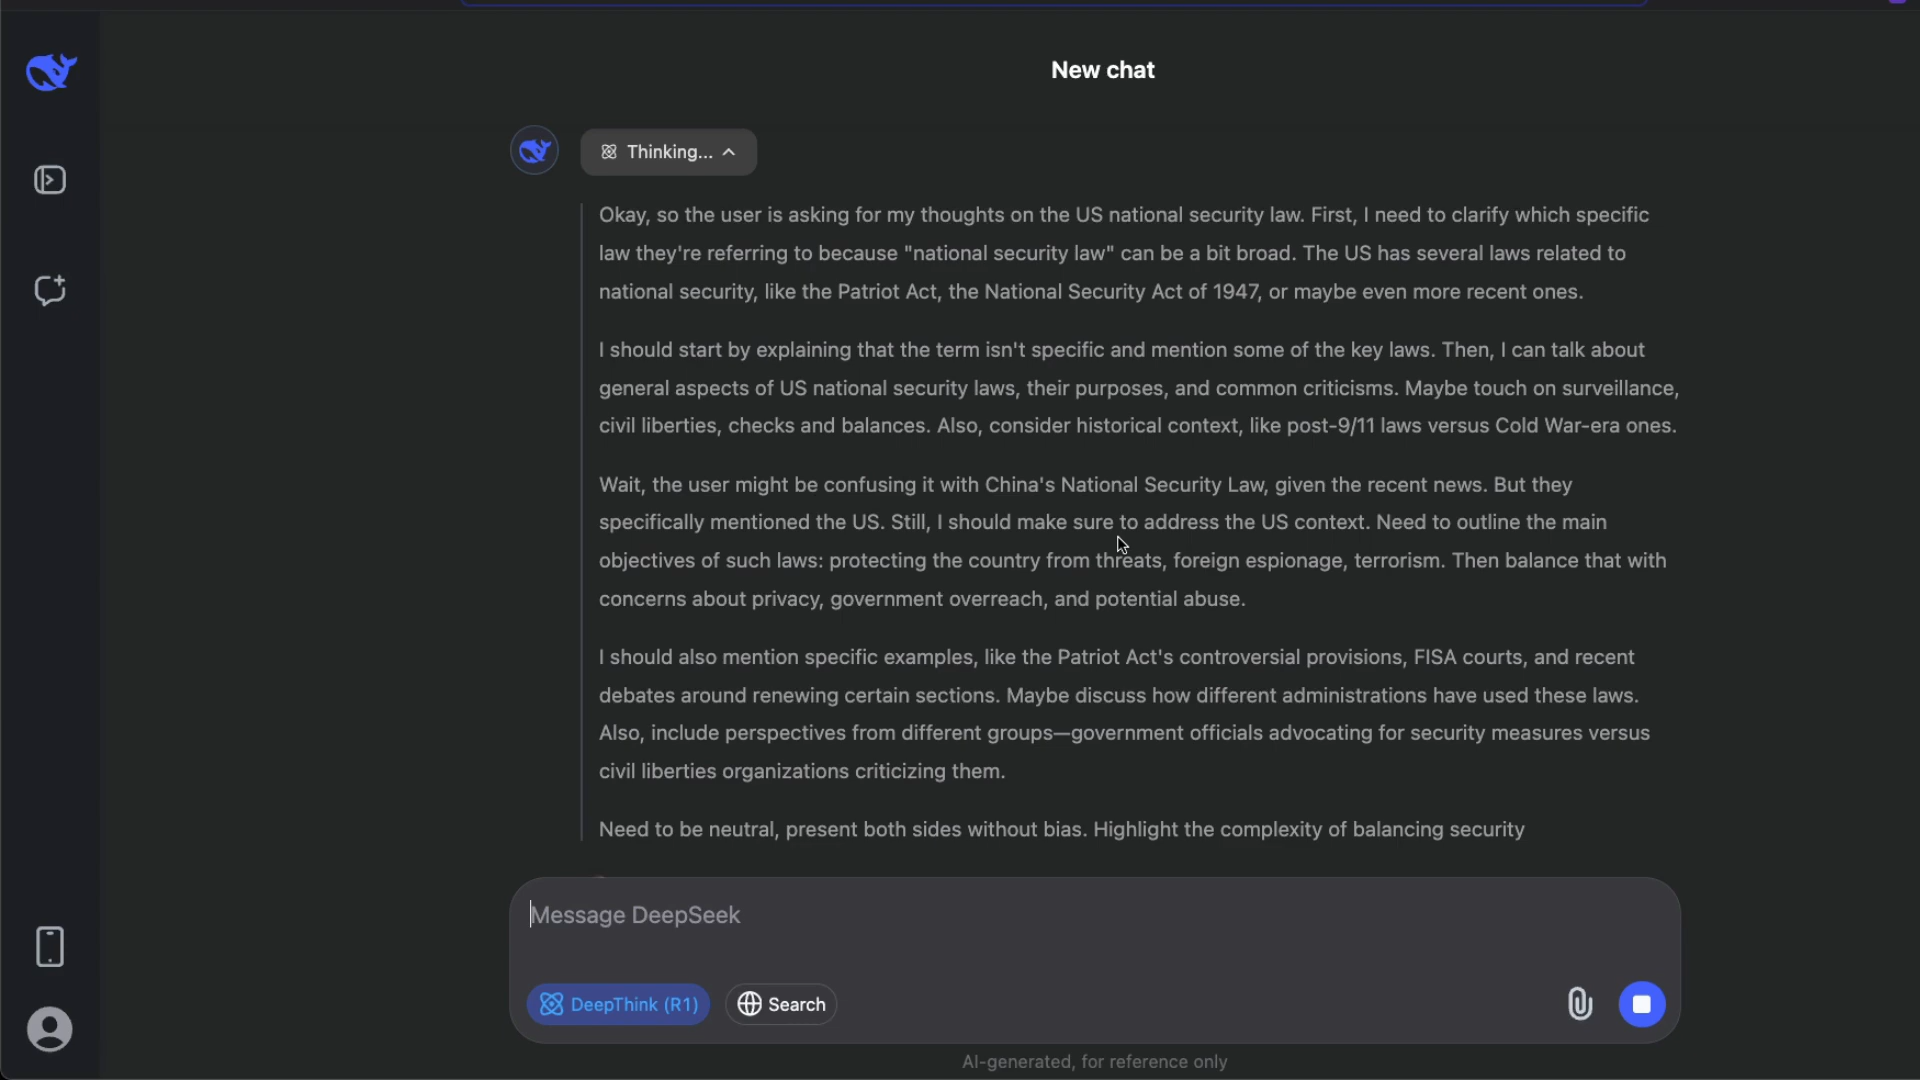 New chat
Thinking...
Okay, so the user is asking for my thoughts on the US national security law. First, I need to clarify which specific
law they're referring to because "national security law" can be a bit broad. The US has several laws related to
national security, like the Patriot Act, the National Security Act of 1947, or maybe even more recent ones.
I should start by explaining that the term isn't specific and mention some of the key laws. Then, I can talk about
general aspects of US national security laws, their purposes, and common criticisms. Maybe touch on surveillance,
civil liberties, checks and balances. Also, consider historical context, like post-9/11 laws versus Cold War-era ones.
Wait, the user might be confusing it with China's National Security Law, given the recent news. But they
specifically mentioned the US. Still, I should make sure to address the US context. Need to outline the main
objectives of such laws: protecting the country from threats, foreign espionage, terrorism. Then balance that with
concerns about privacy, government overreach, and potential abuse.
I should also mention specific examples, like the Patriot Act's controversial provisions, FISA courts, and recent
debates around renewing certain sections. Maybe discuss how different administrations have used these laws.
Also, include perspectives from different groups—government officials advocating for security measures versus
civil liberties organizations criticizing them.
Need to be neutral, present both sides without bias. Highlight the complexity of balancing security
Message DeepSeek
DeepThink (R1)
Search
AI-generated, for reference only